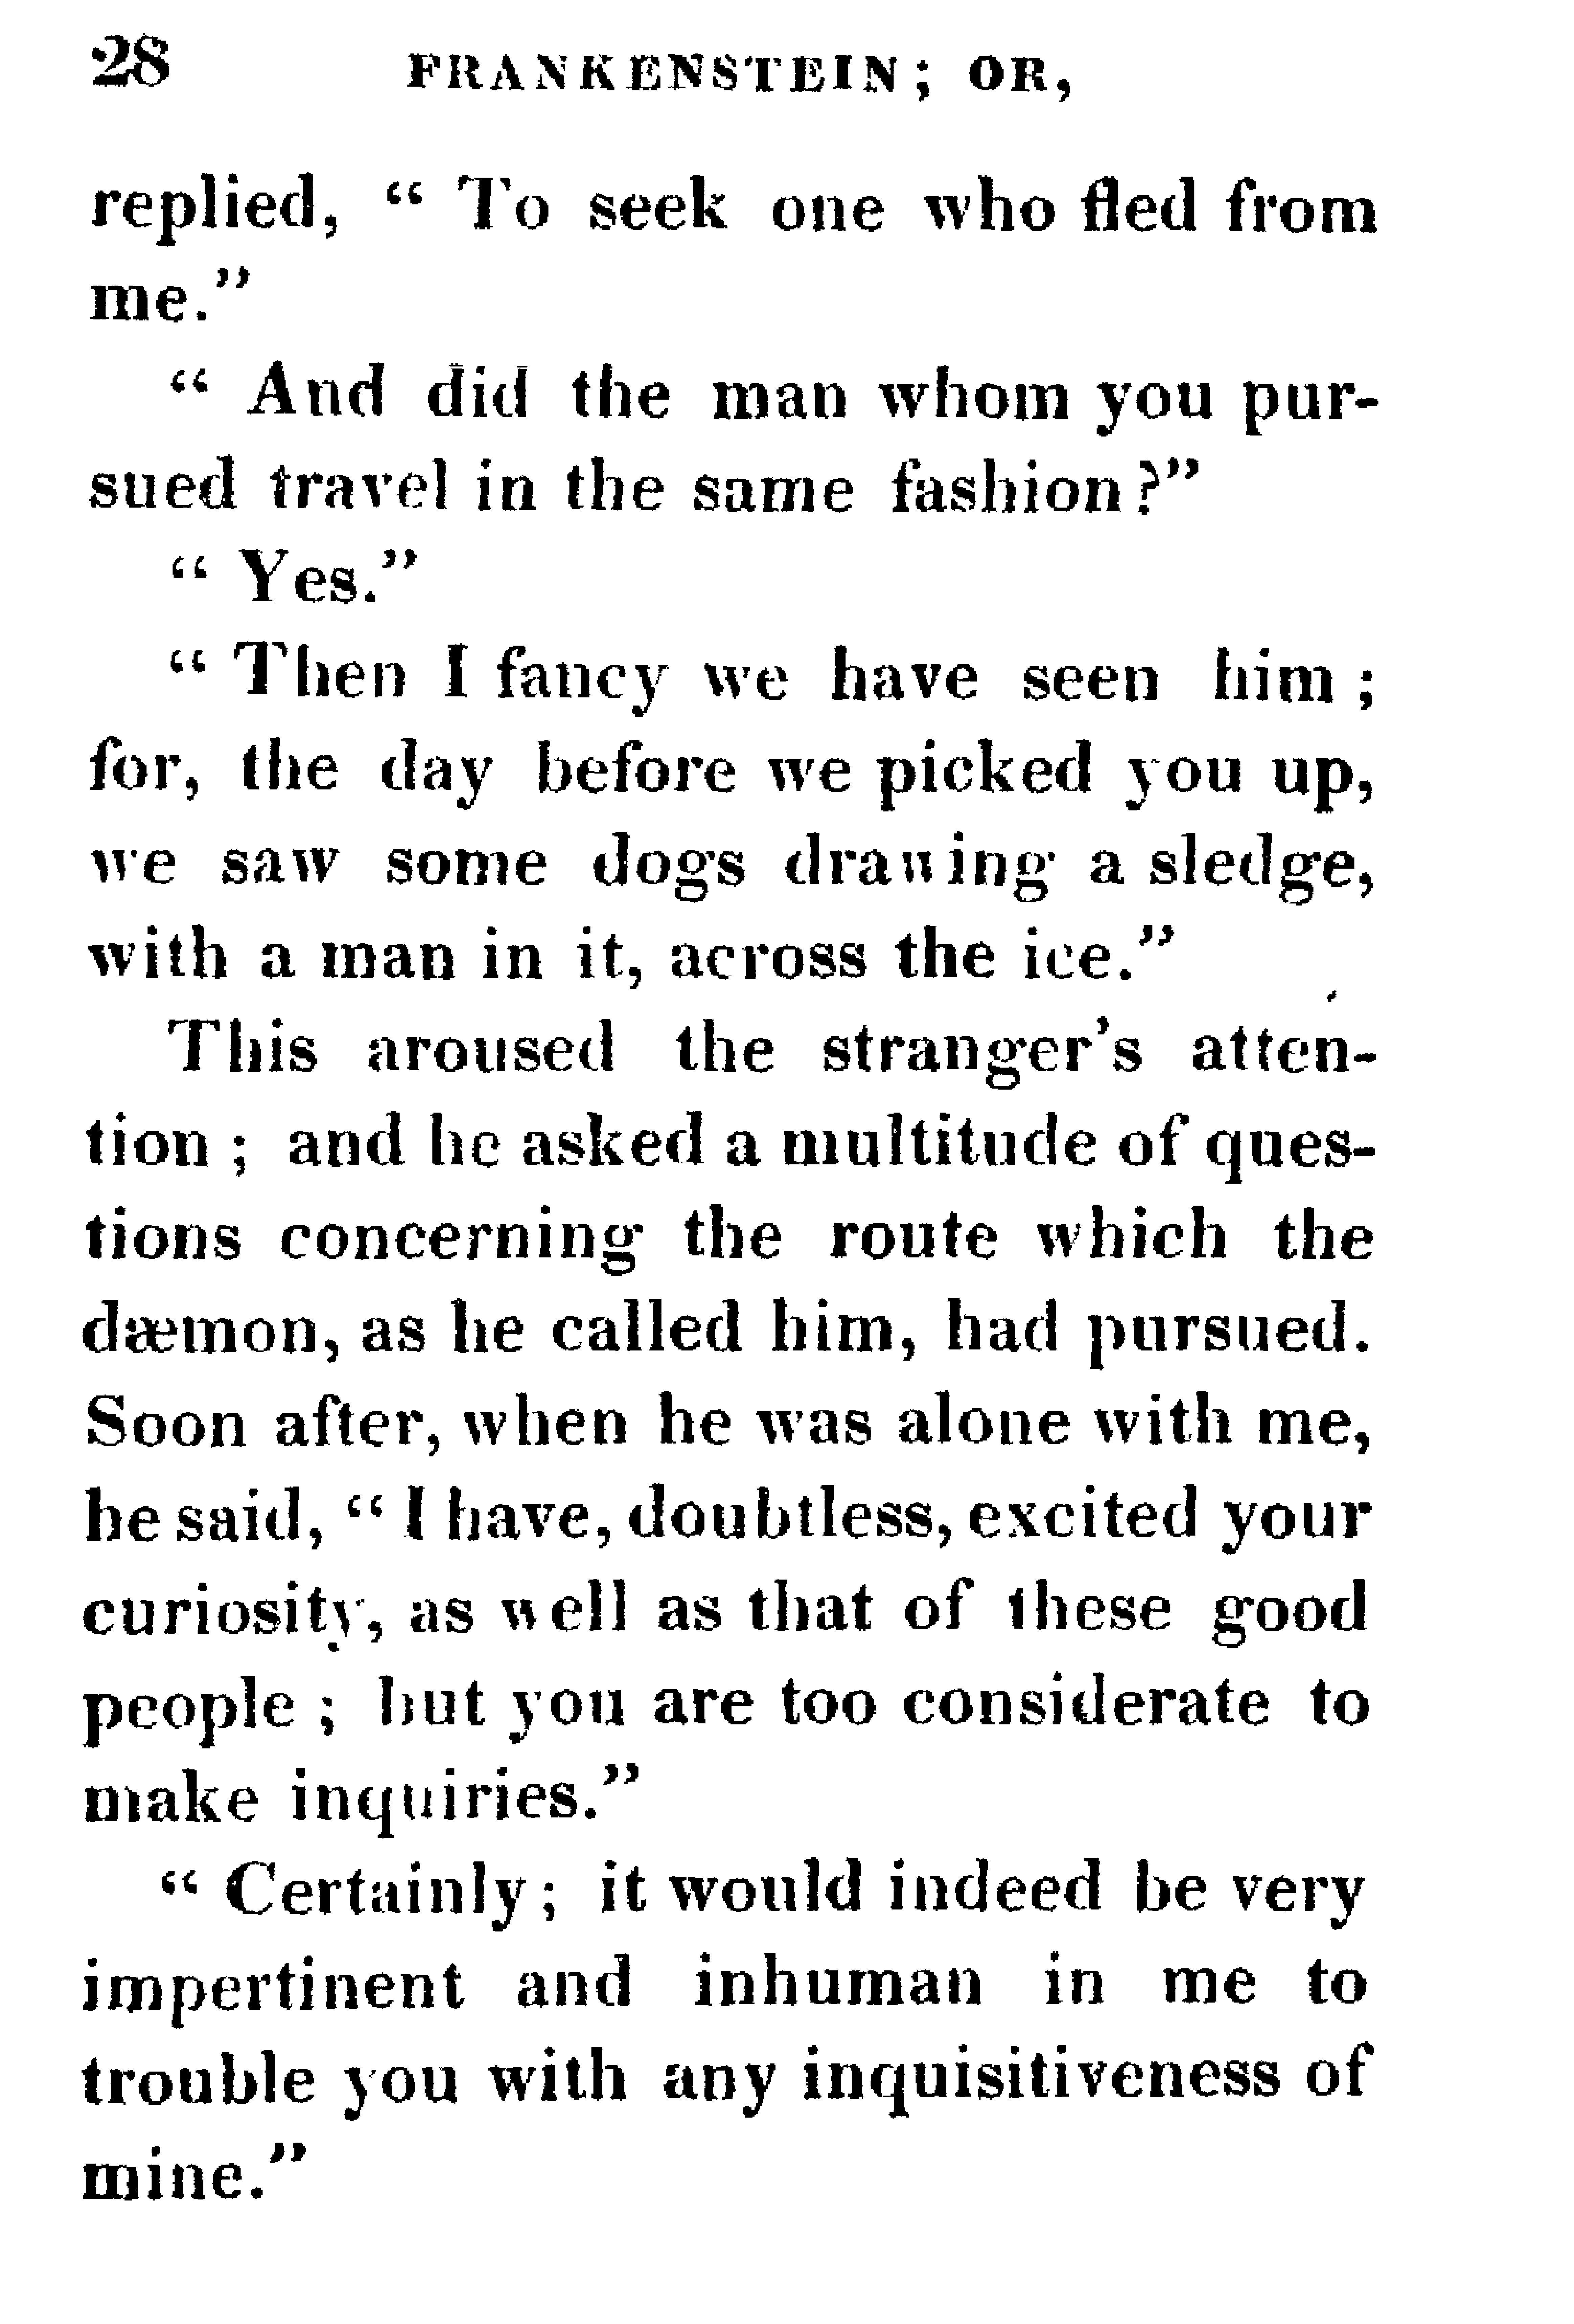 28 FRANKENSTEIN; OR,
replied, “ To seek one who fled from
me.”
“ And did the man whom you pur-
sued travel in the same fashion?”
“ Yes.”
“ Then I fancy we have seen him ;
for, the day before we picked you up,
we saw some dogs drawing a sledge,
with a man in it, across the ice.”
This aroused the stranger’s atten-
tion ; and he asked a multitude of ques-
tions concerning the route which the
dæmon, as he called him, had pursued.
Soon after, when he was alone with me,
he said, “ I have, doubtless, excited your
curiosity, as well as that of these good
people ; but you are too considerate to
make inquiries.”
“ Certainly; it would indeed be very
impertinent and inhuman in me to
trouble you with any inquisitiveness of
mine.”